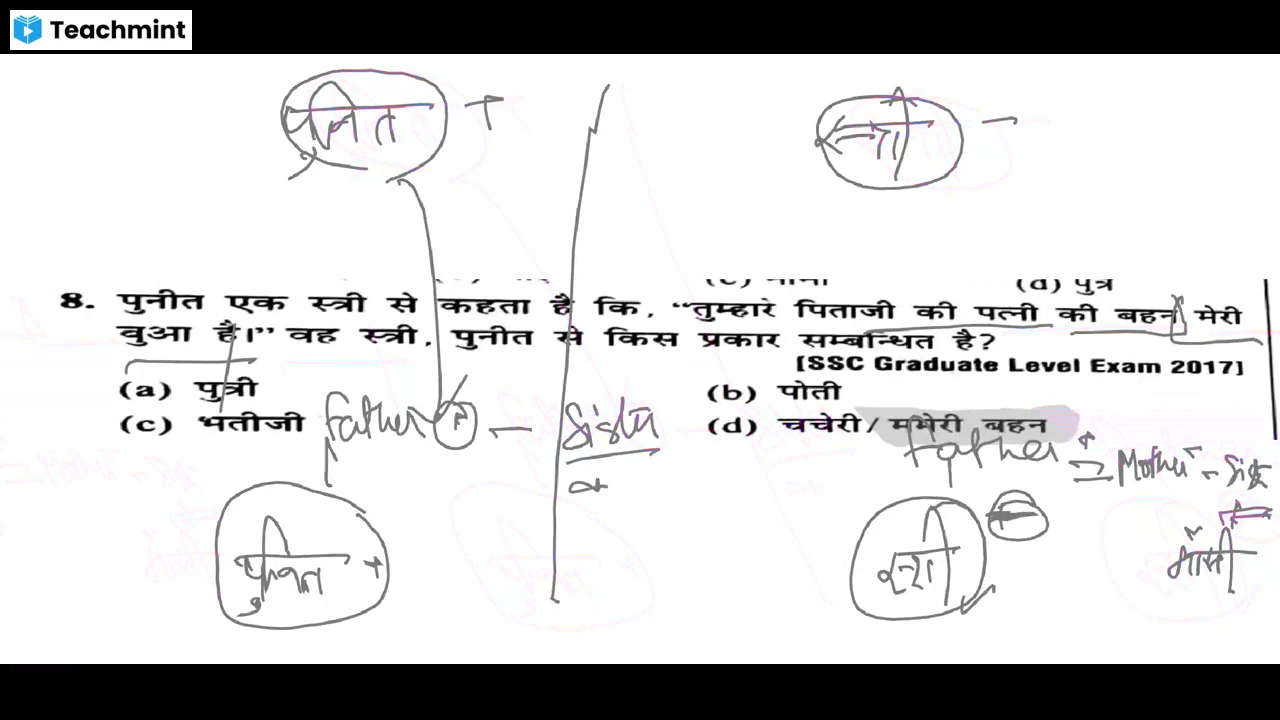 Teachmint
पुनीत +
स्त्री −
(c) मामा (d) पुत्र
8. पुनीत एक स्त्री से कहता है कि, “तुम्हारे पिताजी की पत्नी की बहन मेरी
बुआ है।” वह स्त्री, पुनीत से किस प्रकार सम्बन्धित है?
[SSC Graduate Level Exam 2017]
(a) पुत्री (b) पोती
(c) भतीजी (d) चचेरी/ममेरी बहन
Father + — Sister
Father + = Mother − Sis
पुनीत +
स्त्री −